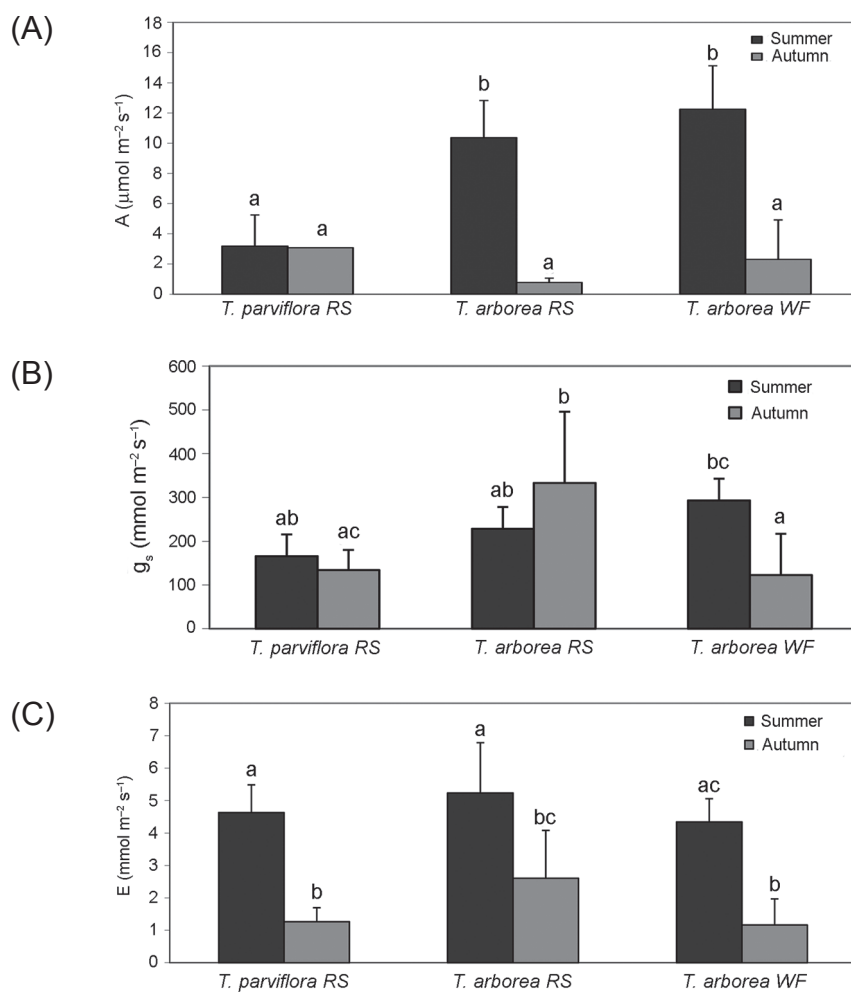 (A)
18
16
14
12
10
8
6
4
2
0
A (μmol m⁻² s⁻¹)
Summer
Autumn
a
a
b
a
b
a
T. parviflora RS
T. arborea RS
T. arborea WF
(B)
600
500
400
300
200
100
0
gₛ (mmol m⁻² s⁻¹)
Summer
Autumn
ab
ac
ab
b
bc
a
T. parviflora RS
T. arborea RS
T. arborea WF
(C)
8
7
6
5
4
3
2
1
0
E (mmol m⁻² s⁻¹)
Summer
Autumn
a
b
a
bc
ac
b
T. parviflora RS
T. arborea RS
T. arborea WF